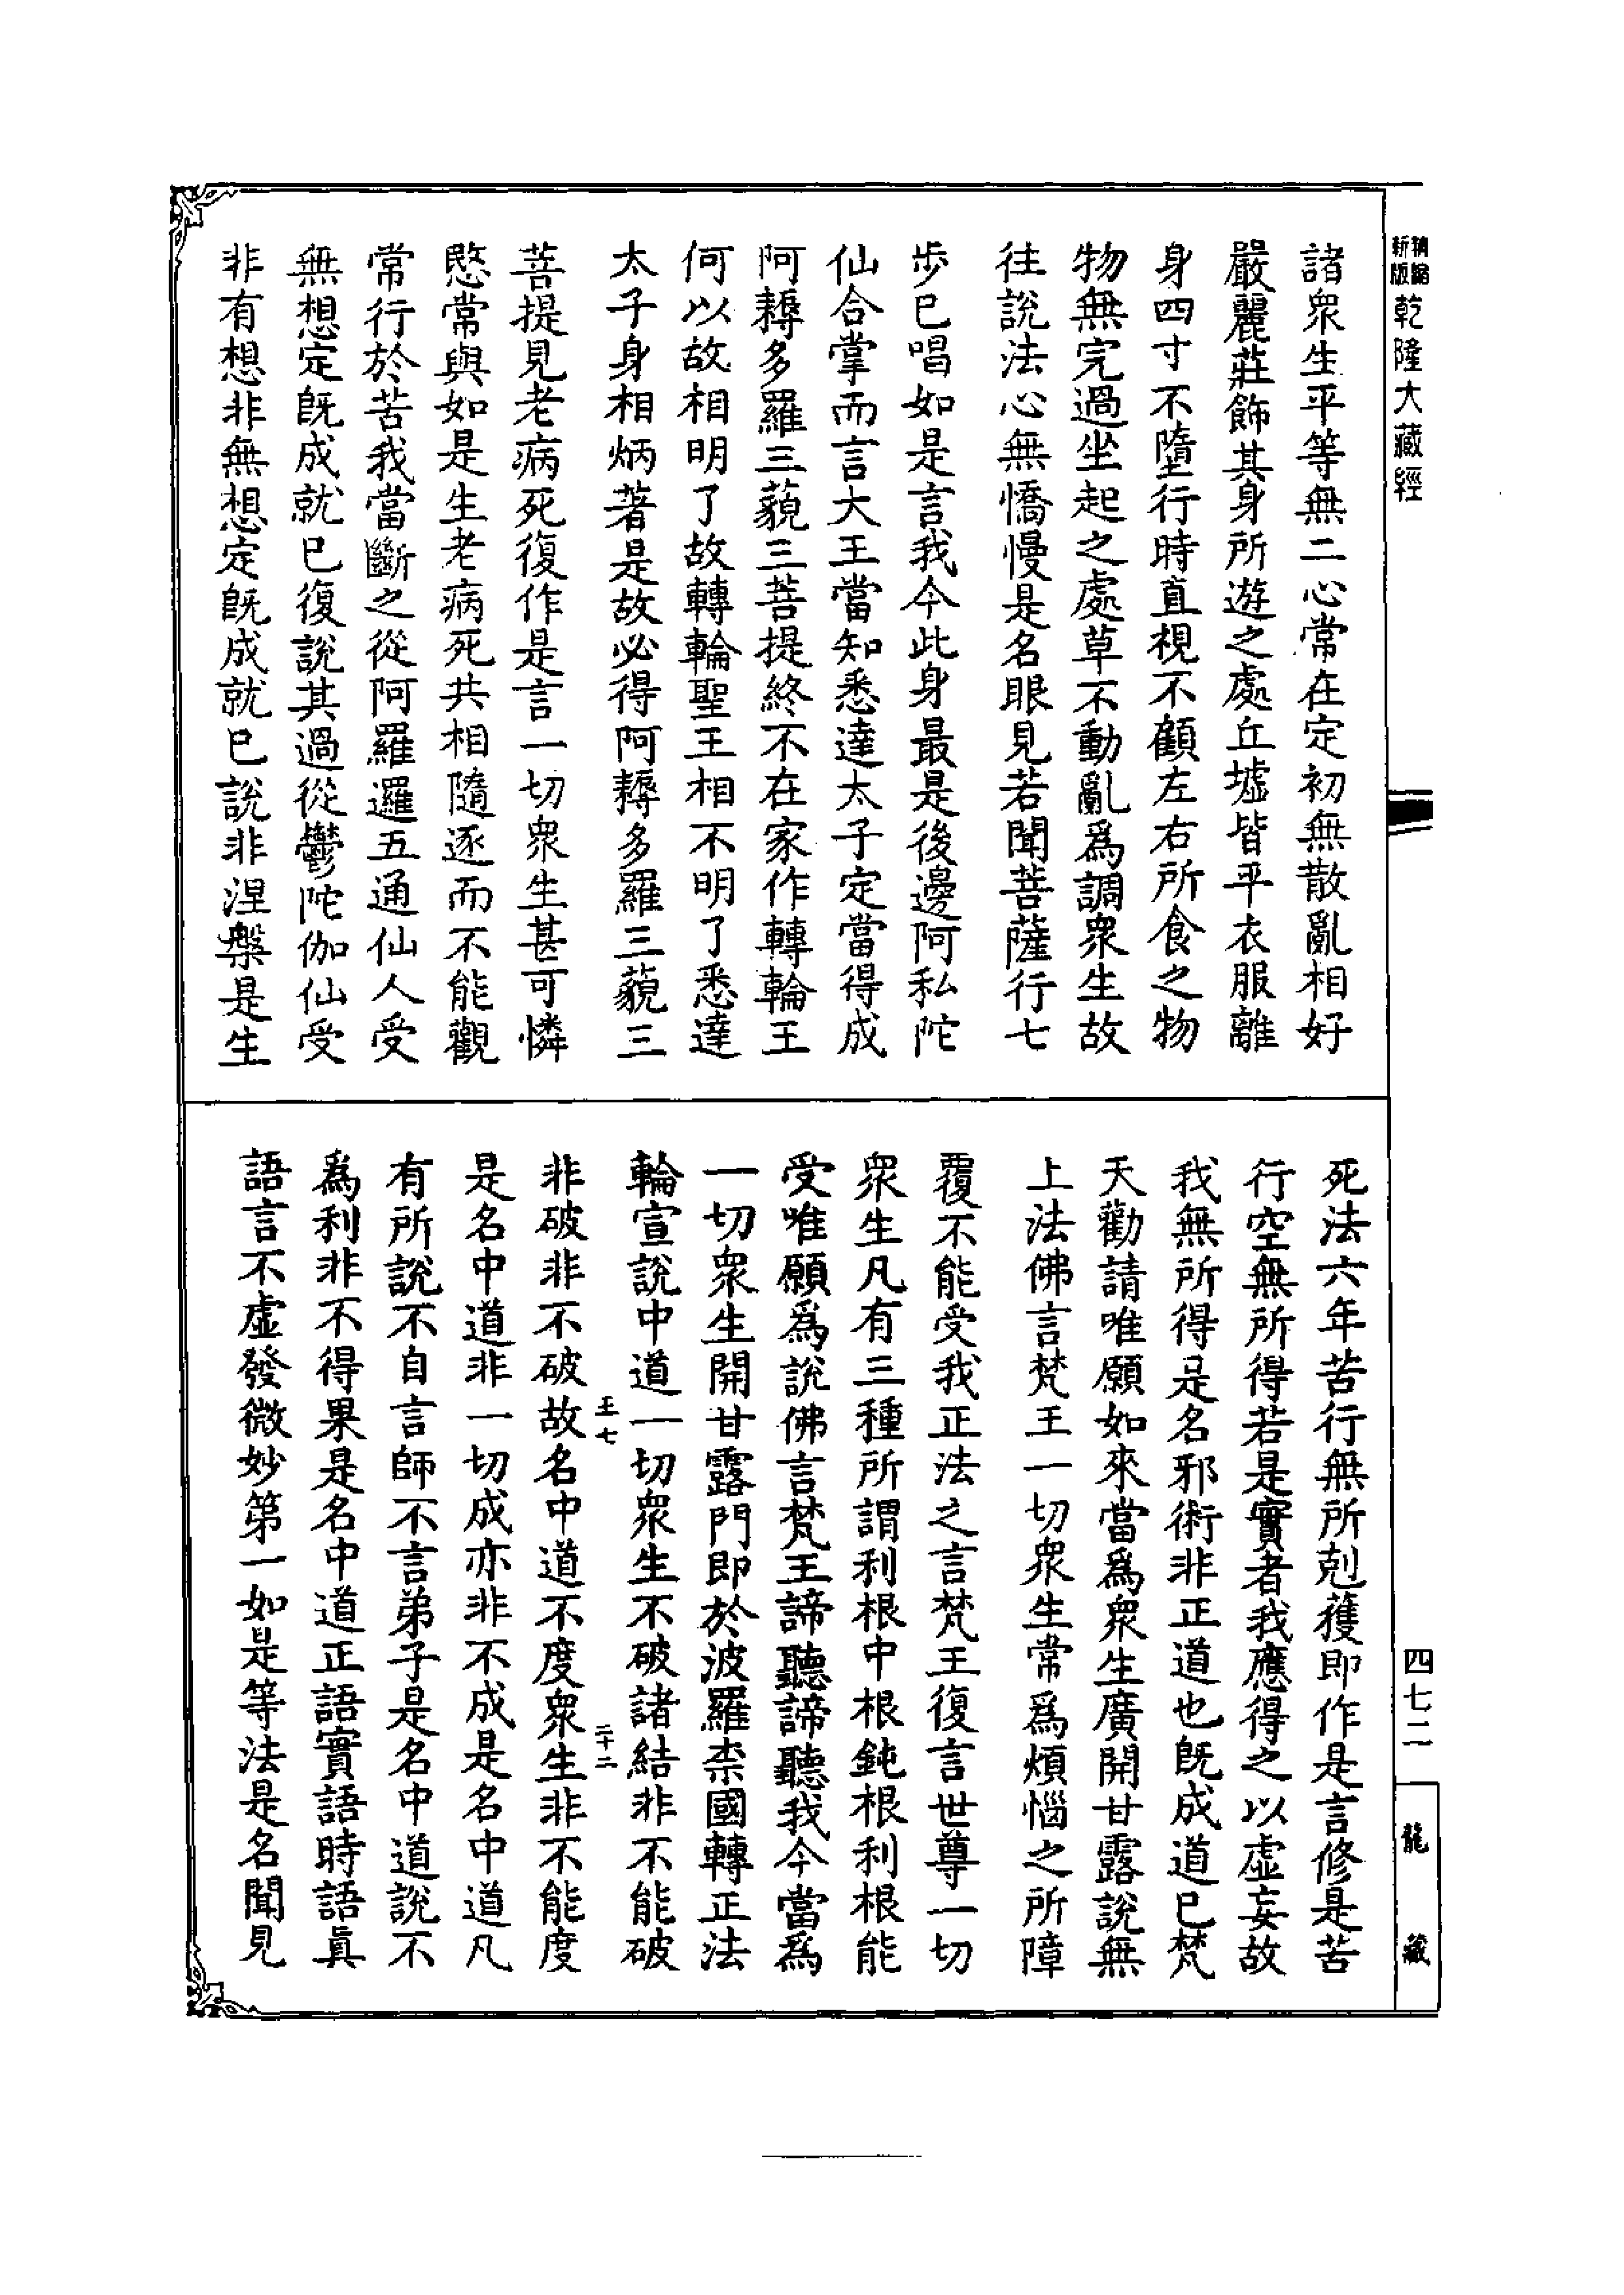 精縮新版乾隆大藏經
諸衆生平等無二心常在定初無散亂相好
嚴麗莊飾其身所遊之處丘墟皆平衣服離
身四寸不墮行時直視不顧左右所食之物
物無完過坐起之處草不動亂爲調衆生故
往說法心無憍慢是名眼見若聞菩薩行七
步已唱如是言我今此身最是後邊阿私陀
仙合掌而言大王當知悉達太子定當得成
阿耨多羅三藐三菩提終不在家作轉輪王
何以故相明了故轉輪聖王相不明了悉達
太子身相炳著是故必得阿耨多羅三藐三
菩提見老病死復作是言一切衆生甚可憐
愍常與如是生老病死共相隨逐而不能觀
常行於苦我當斷之從阿羅邏五通仙人受
無想定旣成就已復說其過從鬱陀伽仙受
非有想非無想定旣成就已說非涅槃是生
死法六年苦行無所剋獲即作是言修是苦
行空無所得若是實者我應得之以虛妄故
我無所得是名邪術非正道也旣成道已梵
天勸請唯願如來當爲衆生廣開甘露說無
上法佛言梵王一切衆生常爲煩惱之所障
覆不能受我正法之言梵王復言世尊一切
衆生凡有三種所謂利根中根鈍根利根能
受唯願爲說佛言梵王諦聽諦聽我今當爲
一切衆生開甘露門即於波羅柰國轉正法
輪宣說中道一切衆生不破諸結非不能破
王七 二十二
非破非不破故名中道不度衆生非不能度
是名中道非一切成亦非不成是名中道凡
有所說不自言師不言弟子是名中道說不
爲利非不得果是名中道正語實語時語眞
語言不虛發微妙第一如是等法是名聞見
四七二
龍藏